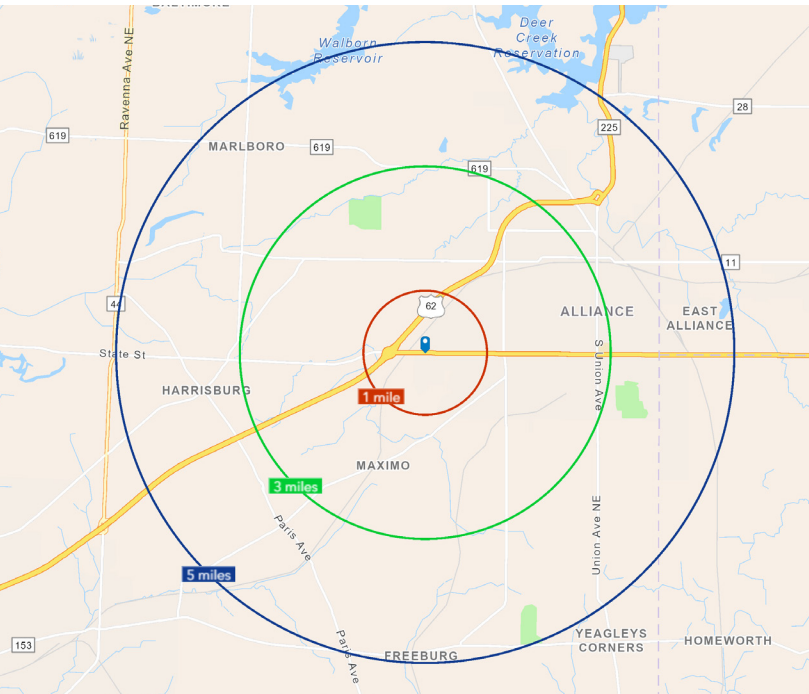 Walborn
Reservoir
Deer
Creek
Reservation
Ravenna Ave NE
28
225
619
MARLBORO
619
619
11
44
62
ALLIANCE
EAST
ALLIANCE
State St
S Union Ave
HARRISBURG
1 mile
MAXIMO
3 miles
Paris Ave
Union Ave NE
5 miles
153
Paris Ave
FREEBURG
YEAGLEYS
CORNERS
HOMEWORTH